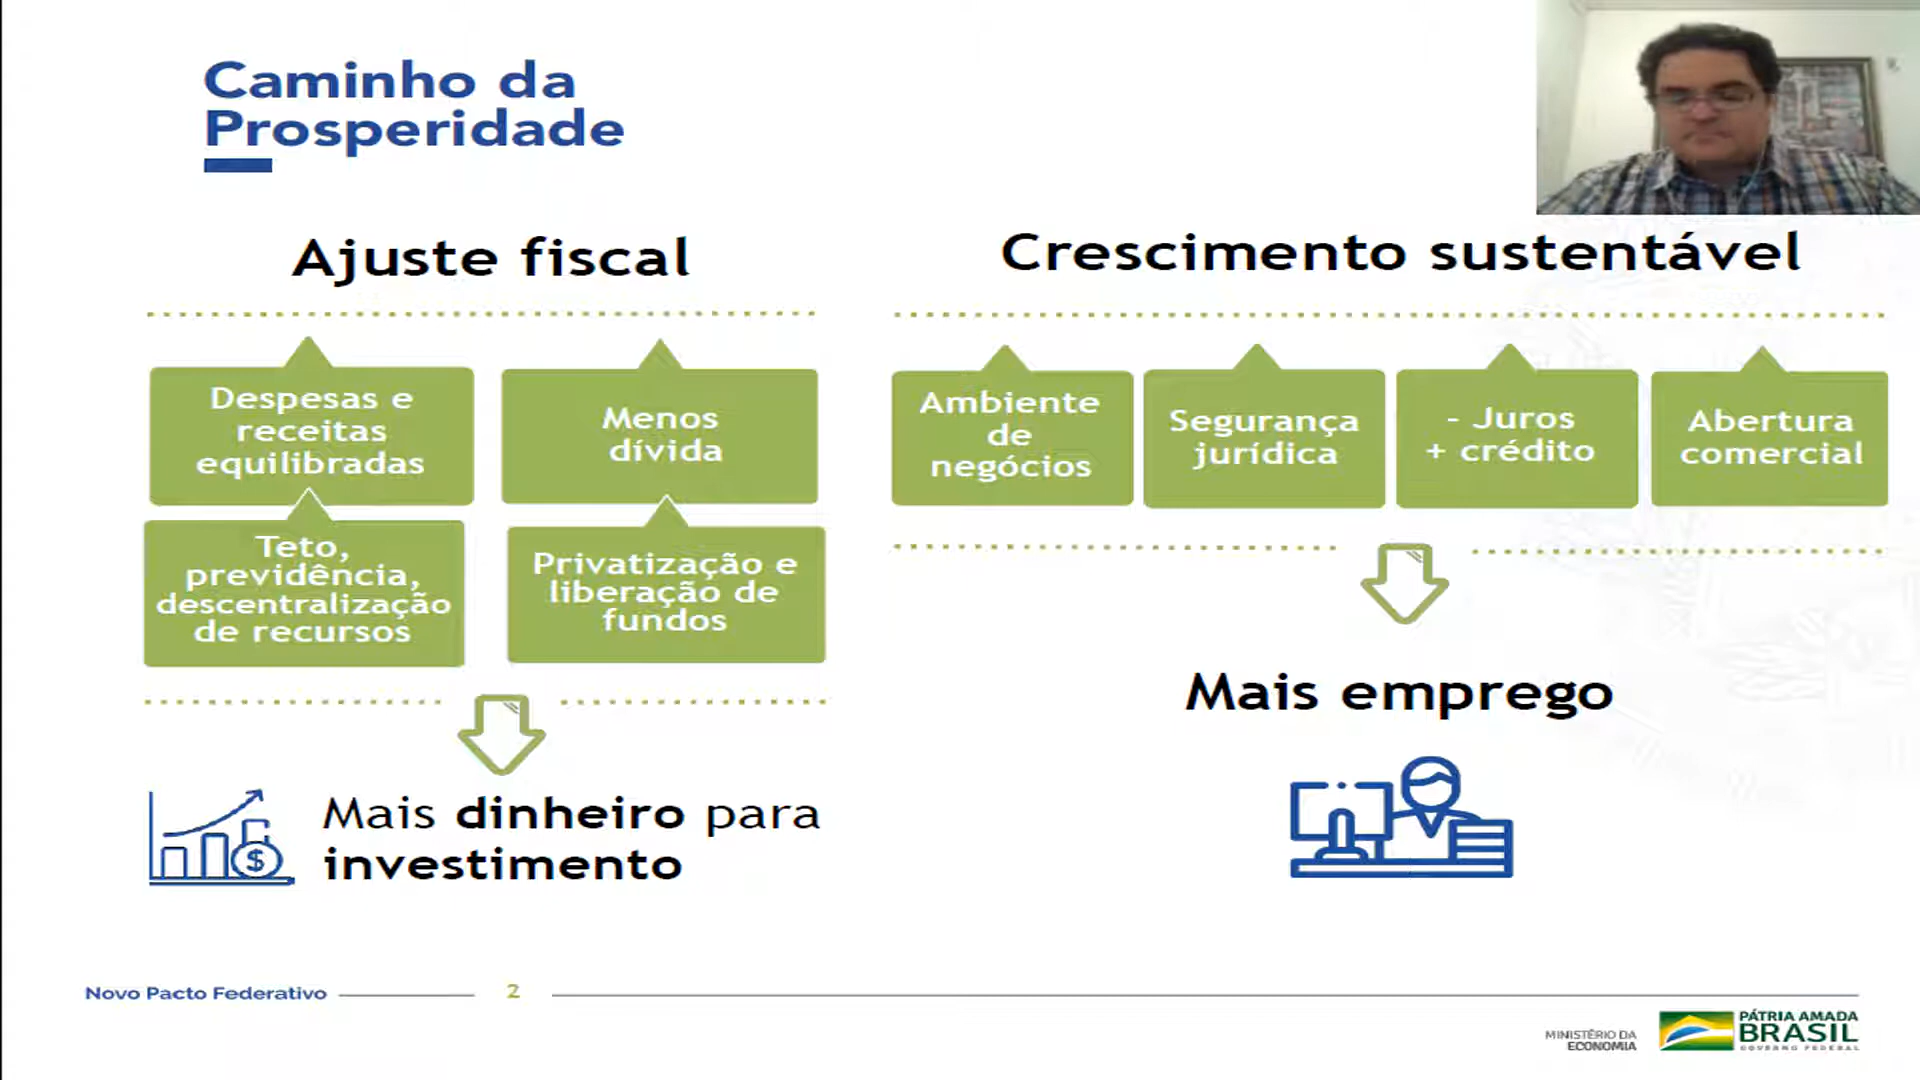 Caminho da
Prosperidade
Ajuste fiscal
Despesas e
receitas
equilibradas
Menos
dívida
Teto,
previdência,
descentralização
de recursos
Privatização e
liberação de
fundos
Mais dinheiro para
investimento
Crescimento sustentável
Ambiente
de
negócios
Segurança
jurídica
- Juros
+ crédito
Abertura
comercial
Mais emprego
Novo Pacto Federativo
2
MINISTÉRIO DA
ECONOMIA
PÁTRIA AMADA
BRASIL
GOVERNO FEDERAL